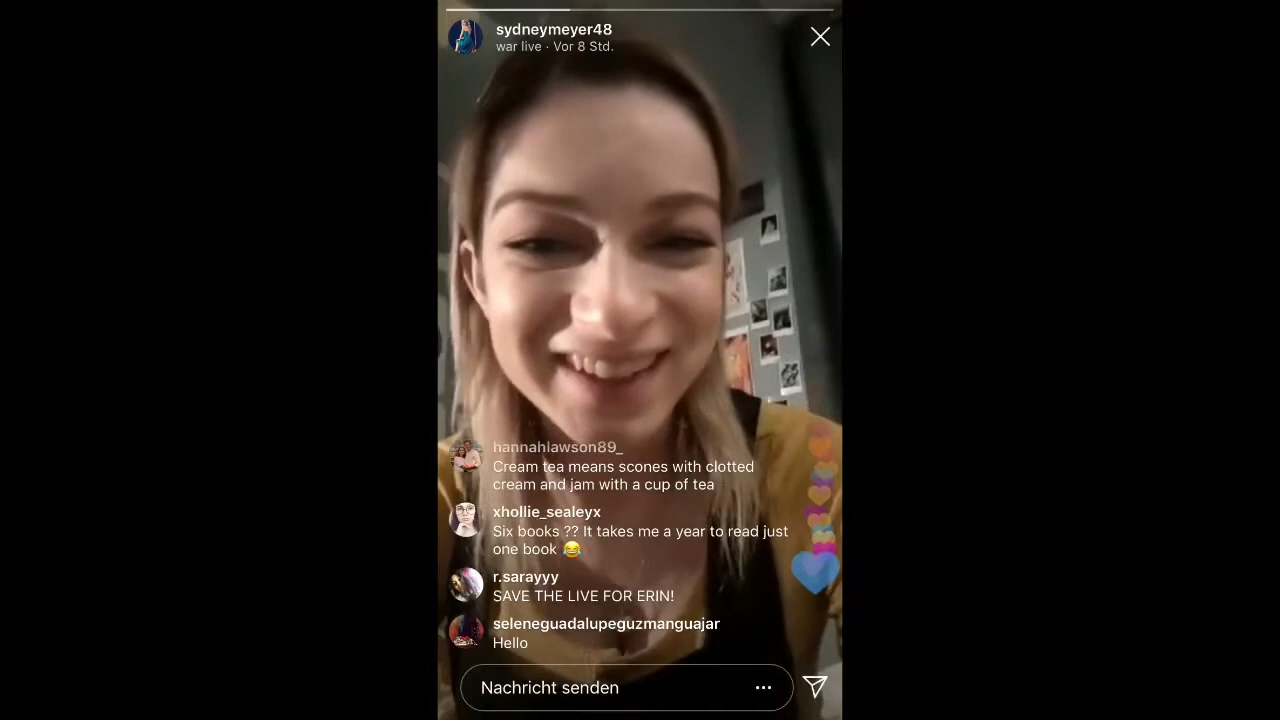 sydneymeyer48
war live · Vor 8 Std.
hannahlawson89_
Cream tea means scones with clotted
cream and jam with a cup of tea
xhollie_sealeyx
Six books ?? It takes me a year to read just
one book 😂
r.sarayyy
SAVE THE LIVE FOR ERIN!
seleneguadalupeguzmanguajar
Hello
Nachricht senden